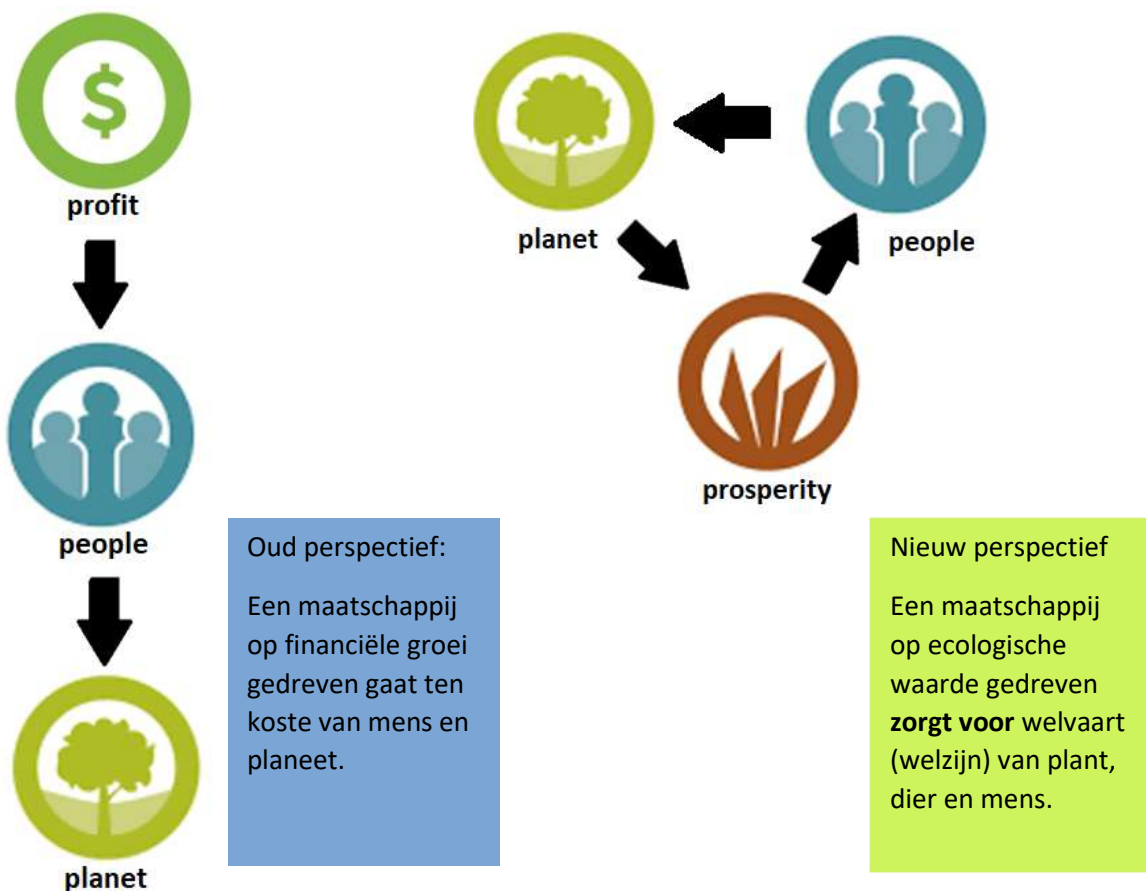 $
profit
people
planet
Oud perspectief:
Een maatschappij
op financiële groei
gedreven gaat ten
koste van mens en
planeet.
planet
people
prosperity
Nieuw perspectief
Een maatschappij
op ecologische
waarde gedreven
zorgt voor welvaart
(welzijn) van plant,
dier en mens.